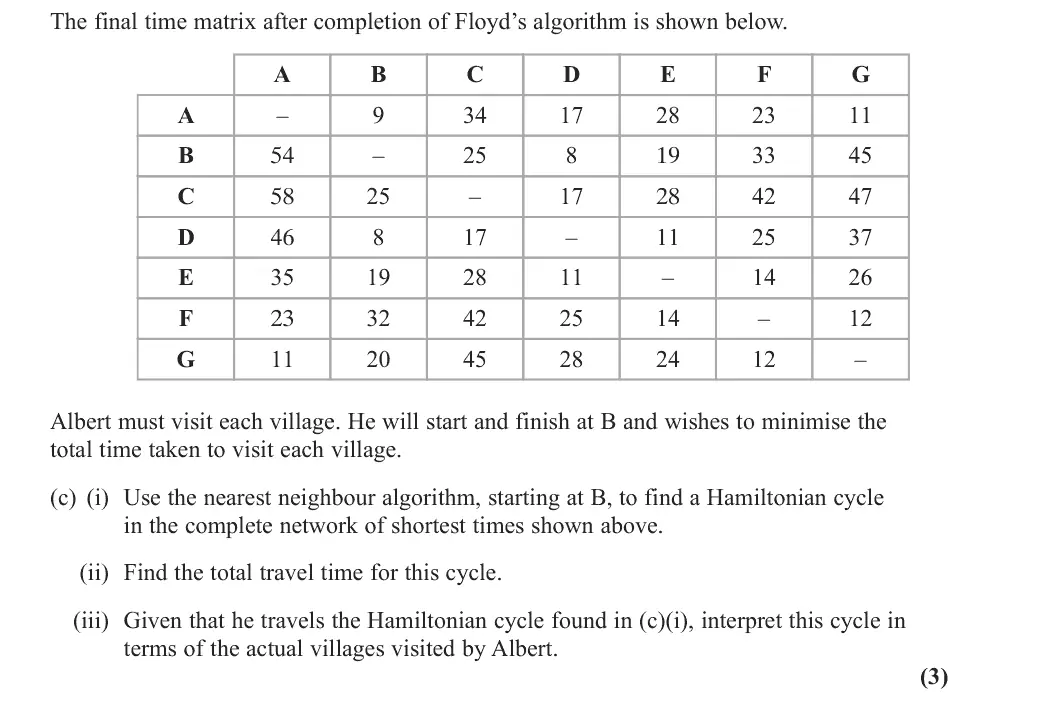 The final time matrix after completion of Floyd's algorithm is shown below.
A B C D E F G
A – 9 34 17 28 23 11
B 54 – 25 8 19 33 45
C 58 25 – 17 28 42 47
D 46 8 17 – 11 25 37
E 35 19 28 11 – 14 26
F 23 32 42 25 14 – 12
G 11 20 45 28 24 12 –
Albert must visit each village. He will start and finish at B and wishes to minimise the
total time taken to visit each village.
(c) (i) Use the nearest neighbour algorithm, starting at B, to find a Hamiltonian cycle
in the complete network of shortest times shown above.
(ii) Find the total travel time for this cycle.
(iii) Given that he travels the Hamiltonian cycle found in (c)(i), interpret this cycle in
terms of the actual villages visited by Albert.
(3)